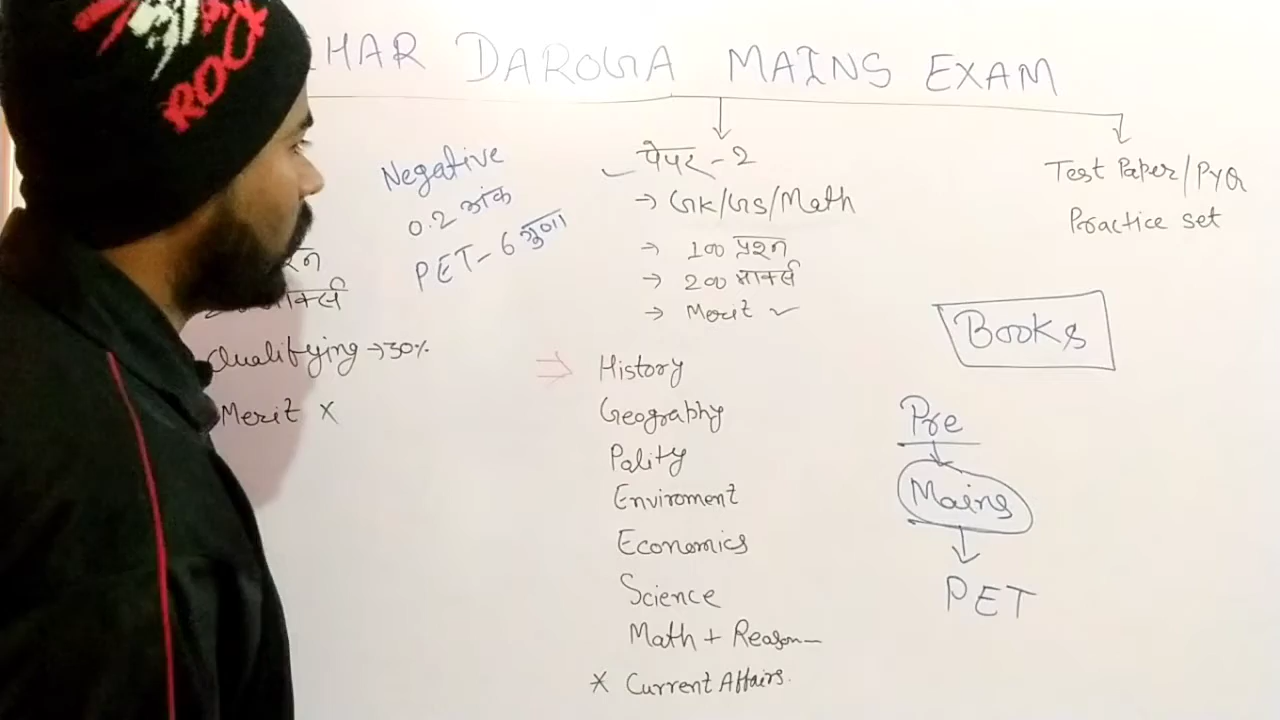 HAR DAROGA MAINS EXAM
ROCK
Negative
0.2 अंक
PET - 6 गुणा
मार्क्स
Qualifying → 30%
Merit ×
पेपर - 2
→ GK/GS/Math
→ 100 प्रश्न
→ 200 मार्क्स
→ Merit ✓
⇒ History
Geography
Pality
Enviroment
Economics
Science
Math + Reason
* Current Affairs.
Test Paper/PYQ
Practice set
Books
Pre
Mains
PET